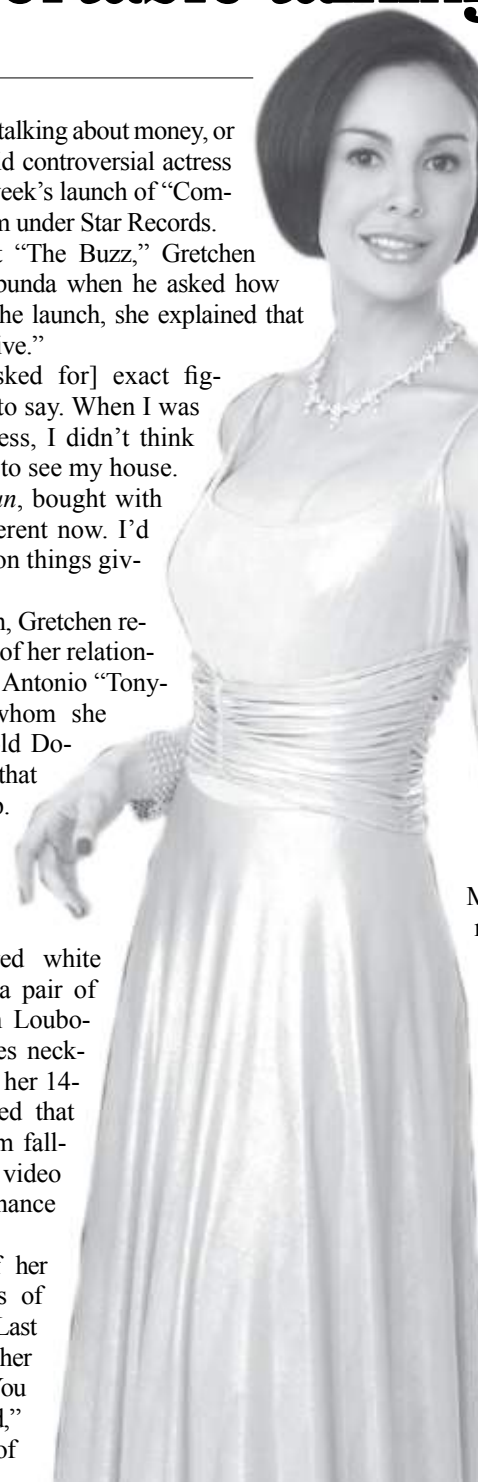 talking about money, or
d controversial actress
eek's launch of “Com-
m under Star Records.
t “The Buzz,” Gretchen
ounda when he asked how
he launch, she explained that
ive.”
sked for] exact fig-
to say. When I was
ess, I didn't think
to see my house.
an, bought with
erent now. I'd
on things giv-
n, Gretchen re-
of her relation-
Antonio “Tony-
whom she
ld Do-
that
o.
M
r
ed white
a pair of
n Loubo-
es neck-
her 14-
ed that
m fall-
video
hance
f her
s of
Last
her
You
d,”
of